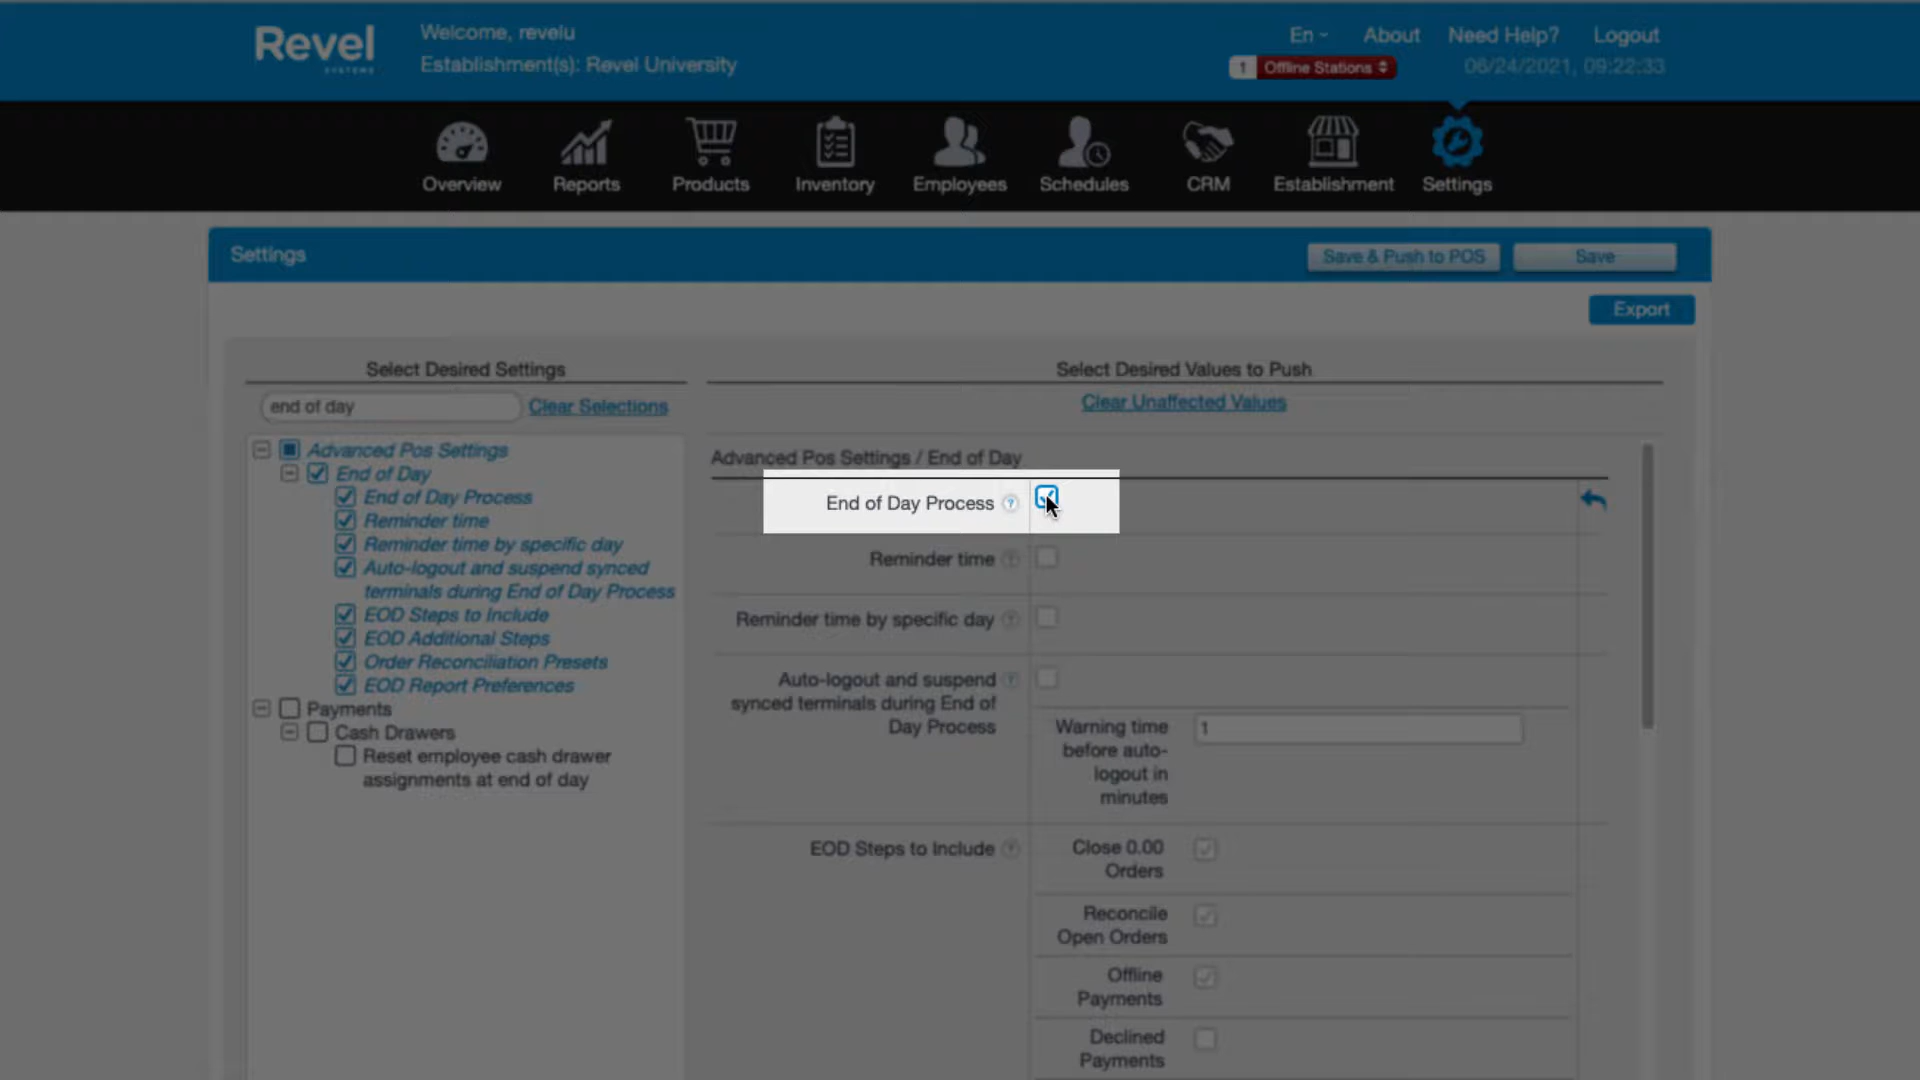 Revel
SYSTEMS
Welcome, revelu
Establishment(s): Revel University
En
About
Need Help?
Logout
1 Offline Stations
06/24/2021, 09:22:33
Overview
Reports
Products
Inventory
Employees
Schedules
CRM
Establishment
Settings
Settings
Save & Push to POS
Save
Export
Select Desired Settings
end of day
Clear Selections
Advanced Pos Settings
End of Day
End of Day Process
Reminder time
Reminder time by specific day
Auto-logout and suspend synced
terminals during End of Day Process
EOD Steps to Include
EOD Additional Steps
Order Reconciliation Presets
EOD Report Preferences
Payments
Cash Drawers
Reset employee cash drawer
assignments at end of day
Select Desired Values to Push
Clear Unaffected Values
Advanced Pos Settings / End of Day
End of Day Process ?
Reminder time ?
Reminder time by specific day ?
Auto-logout and suspend ?
synced terminals during End of
Day Process
Warning time
before auto-
logout in
minutes
1
EOD Steps to Include ?
Close 0.00
Orders
Reconcile
Open Orders
Offline
Payments
Declined
Payments